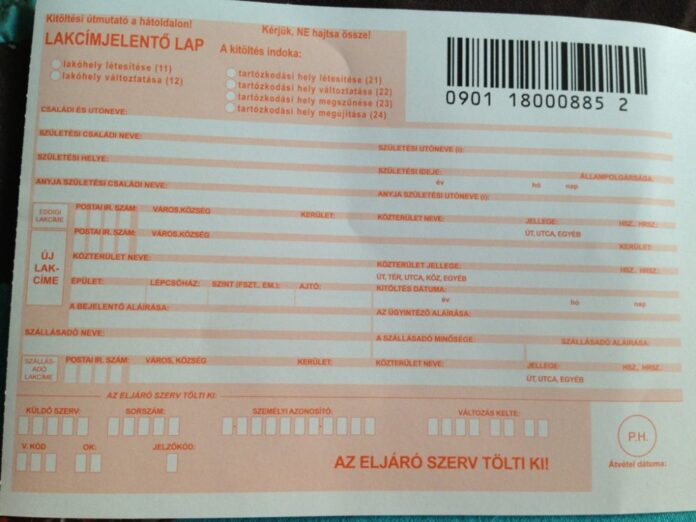 Kitöltési útmutató a hátoldalon!
Kérjük, NE hajtsa össze!
LAKCÍMJELENTŐ LAP
A kitöltés indoka:
lakóhely létesítése (11)
lakóhely változtatása (12)
tartózkodási hely létesítése (21)
tartózkodási hely változtatása (22)
tartózkodási hely megszűnése (23)
tartózkodási hely megújítása (24)
0901 18000885 2
CSALÁDI ÉS UTÓNEVE:
SZÜLETÉSI CSALÁDI NEVE: SZÜLETÉSI UTÓNEVE (i):
SZÜLETÉSI HELYE: SZÜLETÉSI IDEJE: ÁLLAMPOLGÁRSÁGA:
év hó nap
ANYJA SZÜLETÉSI CSALÁDI NEVE: ANYJA SZÜLETÉSI UTÓNEVE (i):
EDDIGI LAKCÍME
POSTAI IR. SZÁM: VÁROS.KÖZSÉG KERÜLET: KÖZTERÜLET NEVE: JELLEGE: HSZ., HRSZ.:
ÚT, UTCA, EGYÉB
ÚJ LAK-CÍME
POSTAI IR. SZÁM: VÁROS.KÖZSÉG KERÜLET:
KÖZTERÜLET NEVE: KÖZTERÜLET JELLEGE: HSZ., HRSZ.:
ÚT, TÉR, UTCA, KÖZ, EGYÉB
ÉPÜLET: LÉPCSŐHÁZ: SZINT (FSZT., EM.): AJTÓ: KITÖLTÉS DÁTUMA:
év hó nap
A BEJELENTŐ ALÁÍRÁSA: AZ ÜGYINTÉZŐ ALÁÍRÁSA:
SZÁLLÁSADÓ NEVE: A SZÁLLÁSADÓ MINŐSÉGE: SZÁLLÁSADÓ ALÁÍRÁSA:
SZÁLLÁS-ADÓ LAKCÍME
POSTAI IR. SZÁM: VÁROS, KÖZSÉG KERÜLET: KÖZTERÜLET NEVE: JELLEGE: HSZ., HRSZ.:
ÚT, UTCA, EGYÉB
AZ ELJÁRÓ SZERV TÖLTI KI:
KÜLDŐ SZERV: SORSZÁM: SZEMÉLYI AZONOSÍTÓ: VÁLTOZÁS KELTE:
V. KÓD OK: JELZŐKÓD:
AZ ELJÁRÓ SZERV TÖLTI KI!
P.H.
Átvétel dátuma: